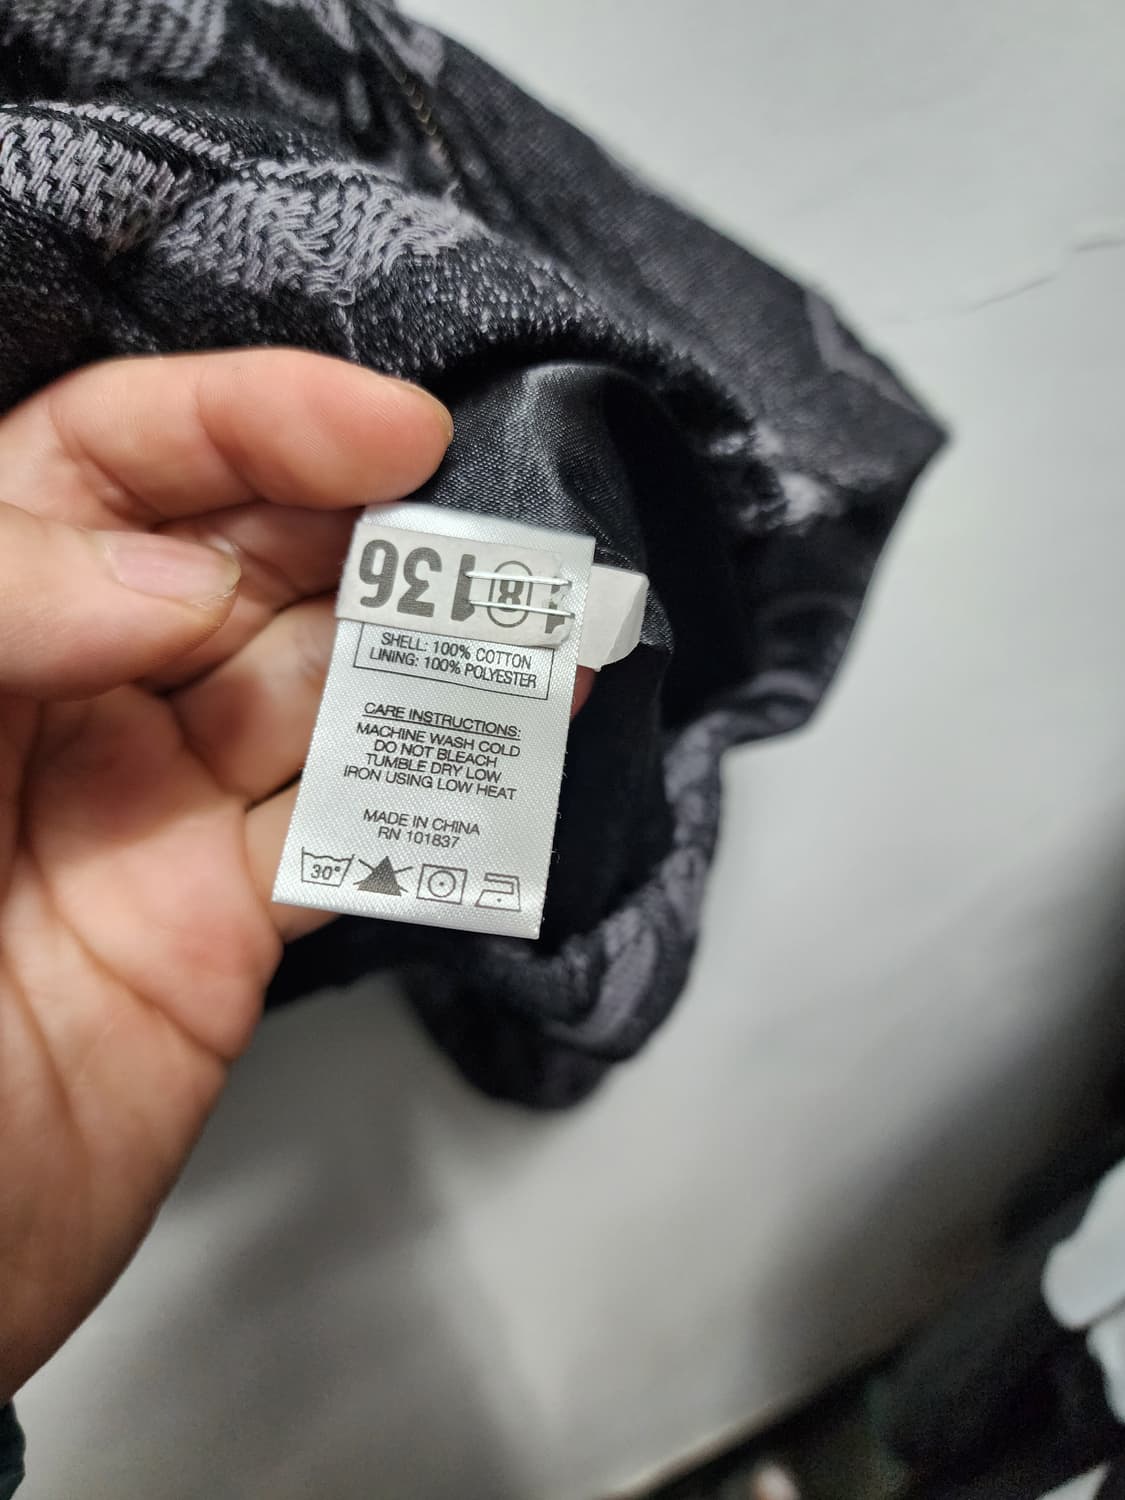 136
8
SHELL: 100% COTTON
LINING: 100% POLYESTER
CARE INSTRUCTIONS:
MACHINE WASH COLD
DO NOT BLEACH
TUMBLE DRY LOW
IRON USING LOW HEAT
MADE IN CHINA
RN 101837
30°